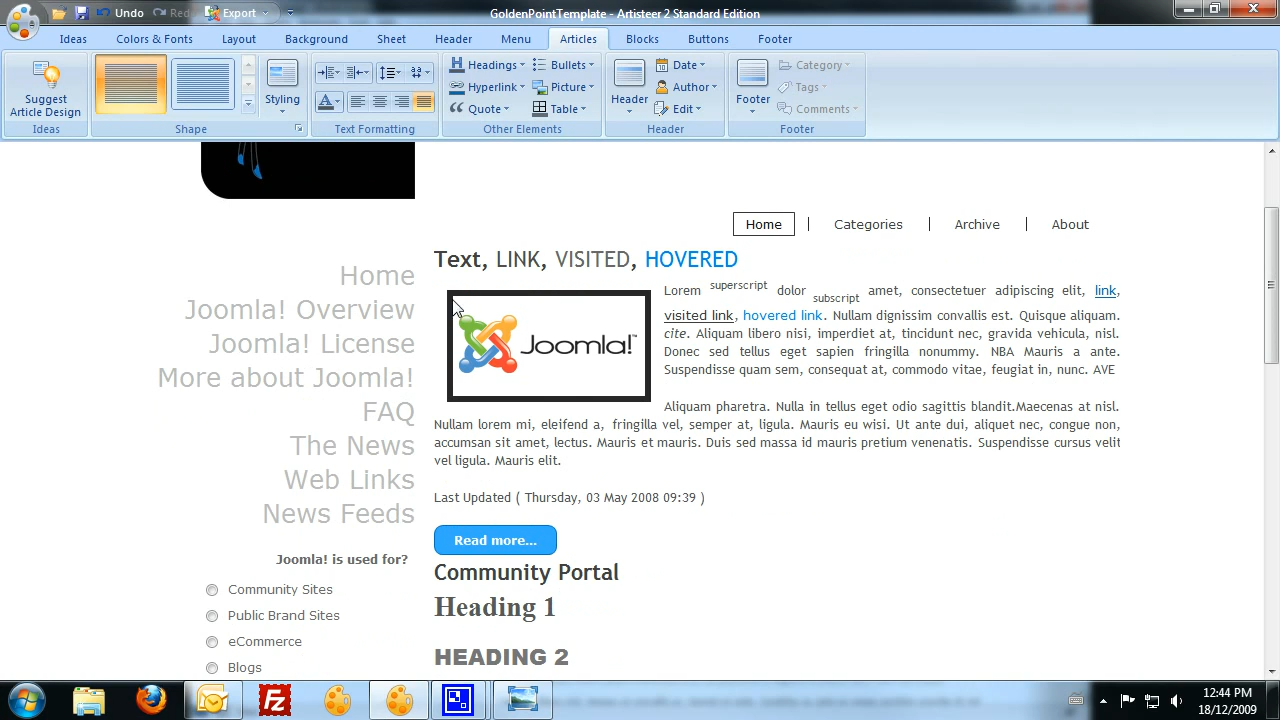 Undo Redo Export GoldenPointTemplate - Artisteer 2 Standard Edition
Ideas Colors & Fonts Layout Background Sheet Header Menu Articles Blocks Buttons Footer
Suggest
Article Design
Ideas
Shape
Styling
Text Formatting
Headings Bullets
Hyperlink Picture
Quote Table
Other Elements
Header
Date
Author
Edit
Header
Footer
Category
Tags
Comments
Footer
Home Categories Archive About
Home
Joomla! Overview
Joomla! License
More about Joomla!
FAQ
The News
Web Links
News Feeds
Joomla! is used for?
Community Sites
Public Brand Sites
eCommerce
Blogs
Text, LINK, VISITED, HOVERED
Joomla!™
Lorem superscript dolor subscript amet, consectetuer adipiscing elit, link,
visited link, hovered link. Nullam dignissim convallis est. Quisque aliquam.
cite. Aliquam libero nisi, imperdiet at, tincidunt nec, gravida vehicula, nisl.
Donec sed tellus eget sapien fringilla nonummy. NBA Mauris a ante.
Suspendisse quam sem, consequat at, commodo vitae, feugiat in, nunc. AVE
Aliquam pharetra. Nulla in tellus eget odio sagittis blandit.Maecenas at nisl.
Nullam lorem mi, eleifend a, fringilla vel, semper at, ligula. Mauris eu wisi. Ut ante dui, aliquet nec, congue non,
accumsan sit amet, lectus. Mauris et mauris. Duis sed massa id mauris pretium venenatis. Suspendisse cursus velit
vel ligula. Mauris elit.
Last Updated ( Thursday, 03 May 2008 09:39 )
Read more...
Community Portal
Heading 1
HEADING 2
12:44 PM
18/12/2009